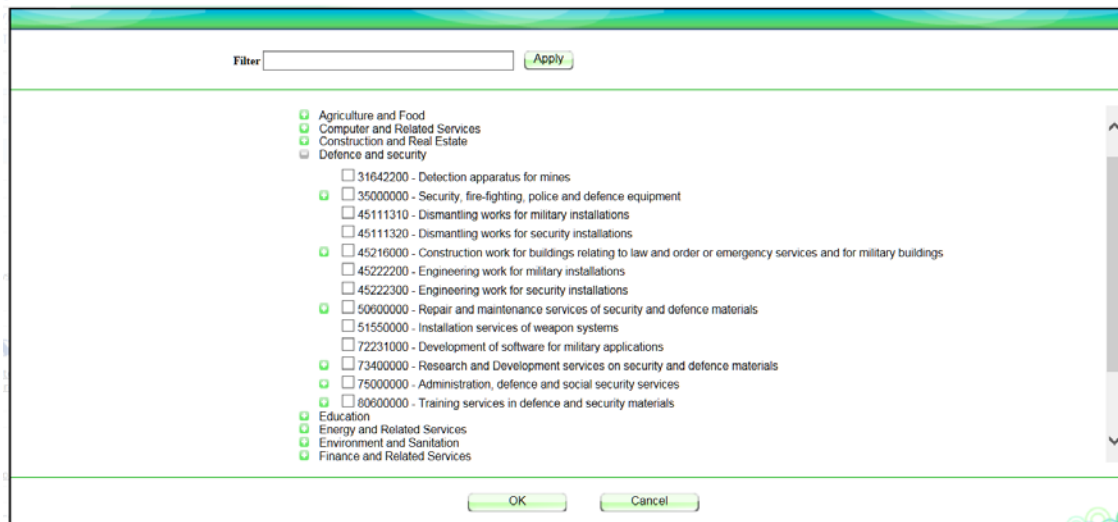 Filter Apply
Agriculture and Food
Computer and Related Services
Construction and Real Estate
Defence and security
31642200 - Detection apparatus for mines
35000000 - Security, fire-fighting, police and defence equipment
45111310 - Dismantling works for military installations
45111320 - Dismantling works for security installations
45216000 - Construction work for buildings relating to law and order or emergency services and for military buildings
45222200 - Engineering work for military installations
45222300 - Engineering work for security installations
50600000 - Repair and maintenance services of security and defence materials
51550000 - Installation services of weapon systems
72231000 - Development of software for military applications
73400000 - Research and Development services on security and defence materials
75000000 - Administration, defence and social security services
80600000 - Training services in defence and security materials
Education
Energy and Related Services
Environment and Sanitation
Finance and Related Services
OK Cancel